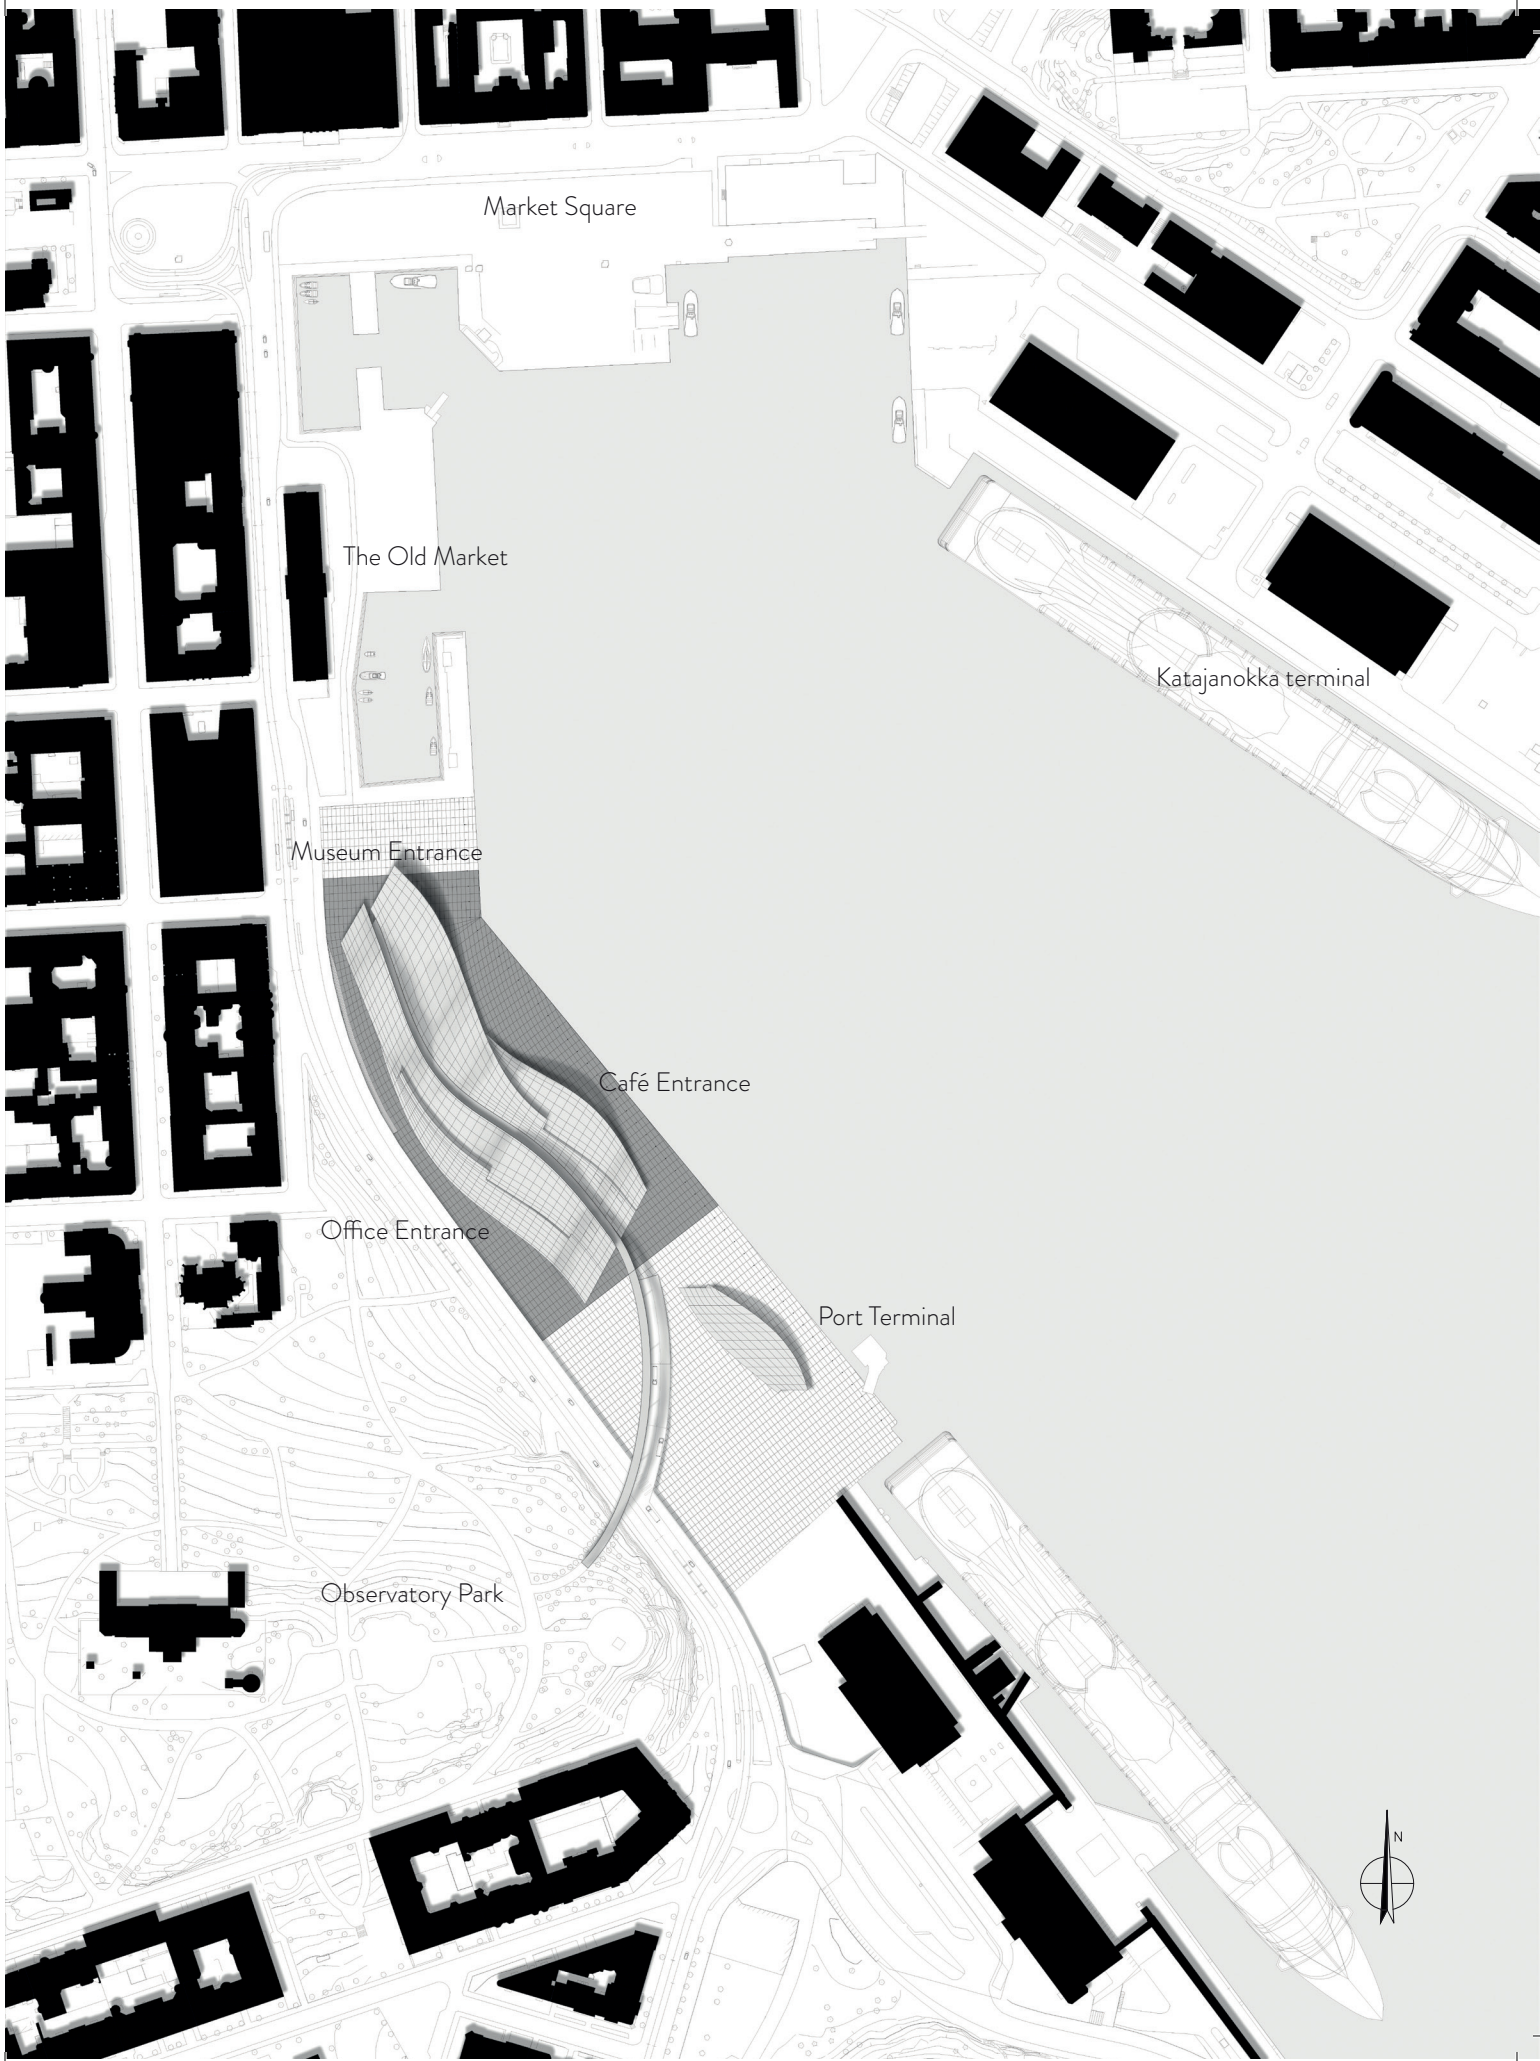 Market Square
The Old Market
Katajanokka terminal
Museum Entrance
Café Entrance
Office Entrance
Port Terminal
Observatory Park
N